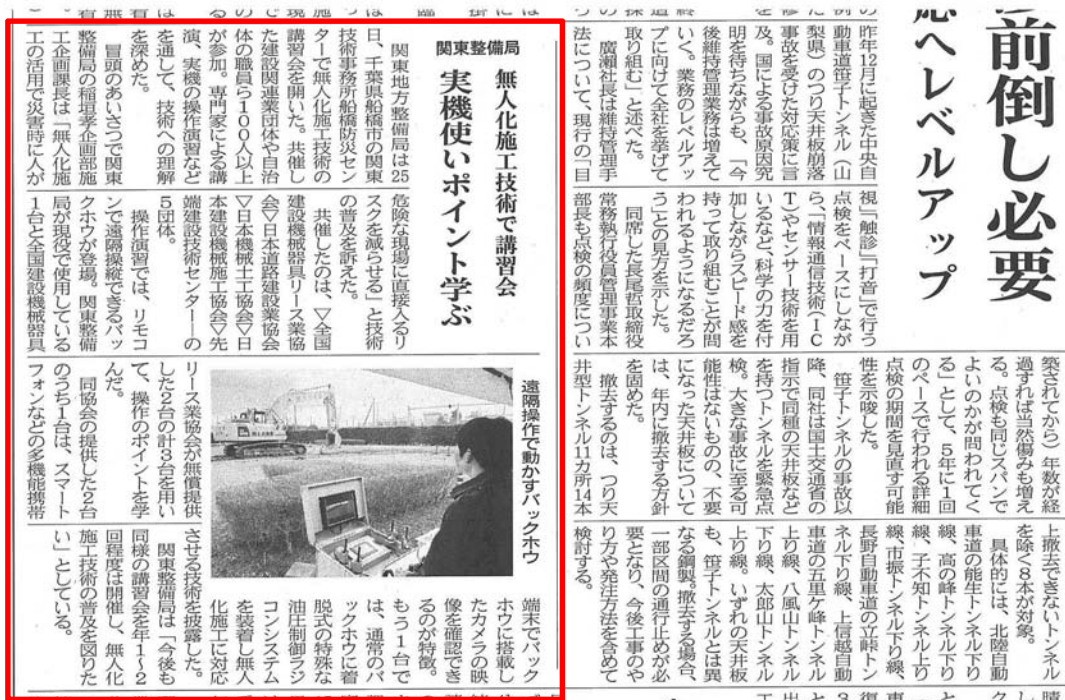 前倒し必要
応へレベルアップ
昨年12月に起きた中央自
動車道笹子トンネル（山
梨県）のつり天井板崩落
事故を受けた対応策に言
及。国による事故原因究
明を待ちながらも、「今
後維持管理業務は増えて
いく。業務のレベルアッ
プに向けて全社を挙げて
取り組む」と述べた。
廣瀬社長は維持管理手
法について、現行の「目
視」「触診」「打音」で行う
点検をベースにしなが
ら、「情報通信技術（IC
T）やセンサー技術を用
いるなど、科学の力を付
加しながらスピード感を
持って取り組むことが問
われるようになるだろ
う」との見方を示した。
同席した長尾哲取締役
常務執行役員管理事業本
部長も点検の頻度につい
築されてから）年数が経
過すれば当然傷みも増え
る。点検も同じスパンで
よいのかが問われてく
る」として、5年に1回
のペースで行われる詳細
点検の期間を見直す可能
性を示唆した。
笹子トンネルの事故以
降、同社は国土交通省の
指示で同種の天井板など
を持つトンネルを緊急点
検。大きな事故に至る可
能性はないものの、不要
になった天井板について
は、年内に撤去する方針
を固めた。
撤去するのは、つり天
井型トンネル11カ所14本
上撤去できないトンネル
を除く8本が対象。
具体的には、北陸自動
車道の能生トンネル下り
線、高の峰トンネル下り
線、子不知トンネル上り
線、市振トンネル下り線、
長野自動車道の立峠トン
ネル下り線、上信越自動
車道の五里ケ峰トンネル
上り線、八風山トンネル
下り線、太郎山トンネル
上り線。いずれの天井板
も、笹子トンネルとは異
なる鋼製。撤去する場合、
一部区間の通行止めが必
要となり、今後工事のや
り方や発注方法を含めて
検討する。
関東整備局
無人化施工技術で講習会
実機使いポイント学ぶ
関東地方整備局は25
日、千葉県船橋市の関東
技術事務所船橋防災セン
ターで無人化施工技術の
講習会を開いた。共催し
た建設関連業団体や自治
体の職員ら100人以上
が参加。専門家による講
演、実機の操作演習など
を通して、技術への理解
を深めた。
冒頭のあいさつで関東
整備局の稲垣孝企画部施
工企画課長は「無人化施
工の活用で災害時に人が
危険な現場に直接入るリ
スクを減らせる」と技術
の普及を訴えた。
共催したのは、▽全国
建設機械器具リース業協
会▽日本道路建設業協会
▽日本機械土工協会▽日
本建設機械施工協会▽先
端建設技術センター―の
5団体。
操作演習では、リモコ
ンで遠隔操縦できるバッ
クホウが登場。関東整備
局が現役で使用している
1台と全国建設機械器具
リース業協会が無償提供
した2台の計3台を用い
て、操作のポイントを学
んだ。
同協会の提供した2台
のうち1台は、スマート
フォンなどの多機能携帯
遠隔操作で動かすバックホウ
端末でバック
ホウに搭載し
たカメラの映
像を確認でき
るのが特徴。
もう1台で
は、通常のバ
ックホウに着
脱式の特殊な
油圧制御ラジ
コンシステム
を装着し無人
化施工に対応
させる技術を披露した。
関東整備局は「今後も
同様の講習会を年1～2
回程度は開催し、無人化
施工技術の普及を図りた
い」としている。